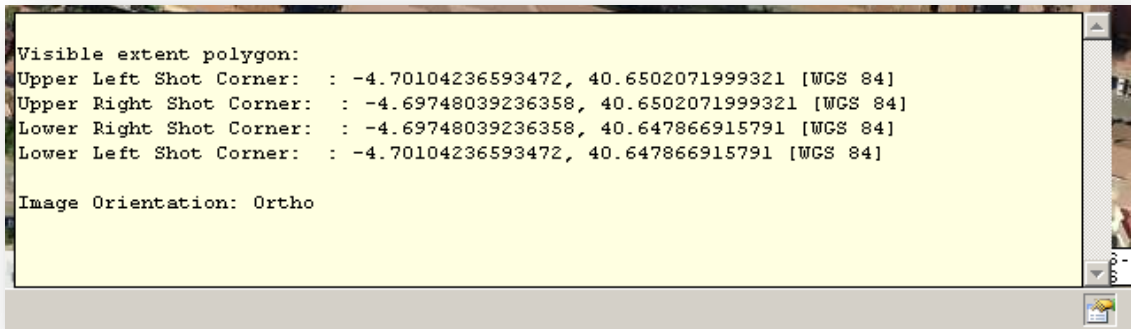 Visible extent polygon:
Upper Left Shot Corner:  : -4.70104236593472, 40.6502071999321 [WGS 84]
Upper Right Shot Corner:  : -4.69748039236358, 40.6502071999321 [WGS 84]
Lower Right Shot Corner:  : -4.69748039236358, 40.647866915791 [WGS 84]
Lower Left Shot Corner:  : -4.70104236593472, 40.647866915791 [WGS 84]
Image Orientation: Ortho